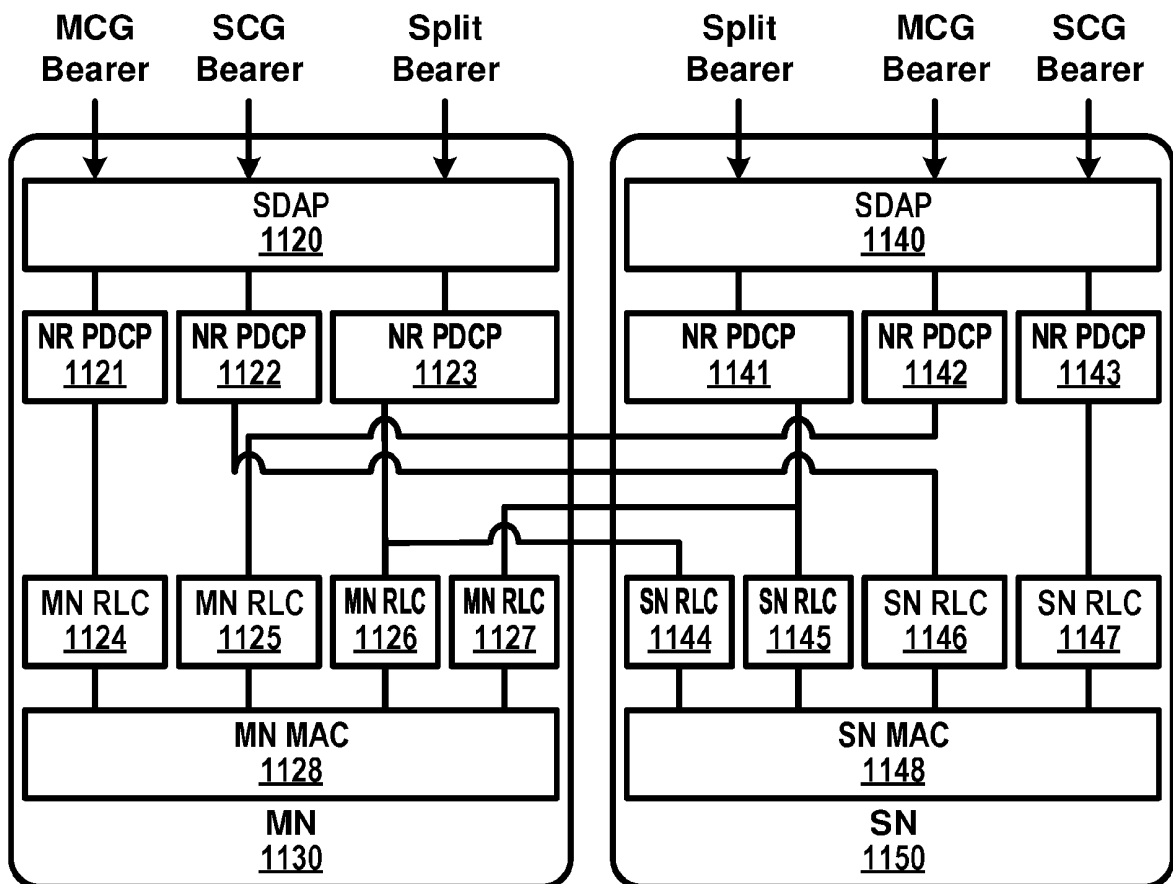 MCG Bearer
SCG Bearer
Split Bearer
Split Bearer
MCG Bearer
SCG Bearer
SDAP
1120
SDAP
1140
NR PDCP
1121
NR PDCP
1122
NR PDCP
1123
NR PDCP
1141
NR PDCP
1142
NR PDCP
1143
MN RLC
1124
MN RLC
1125
MN RLC
1126
MN RLC
1127
SN RLC
1144
SN RLC
1145
SN RLC
1146
SN RLC
1147
MN MAC
1128
SN MAC
1148
MN
1130
SN
1150